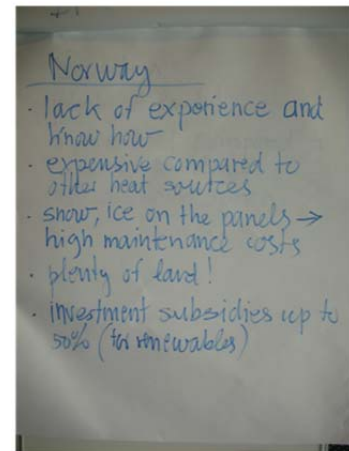 Norway
· lack of experience and
know how
· expensive compared to
other heat sources
· snow, ice on the panels →
high maintenance costs
· plenty of land!
· investment subsidies up to
50% (for renewables)